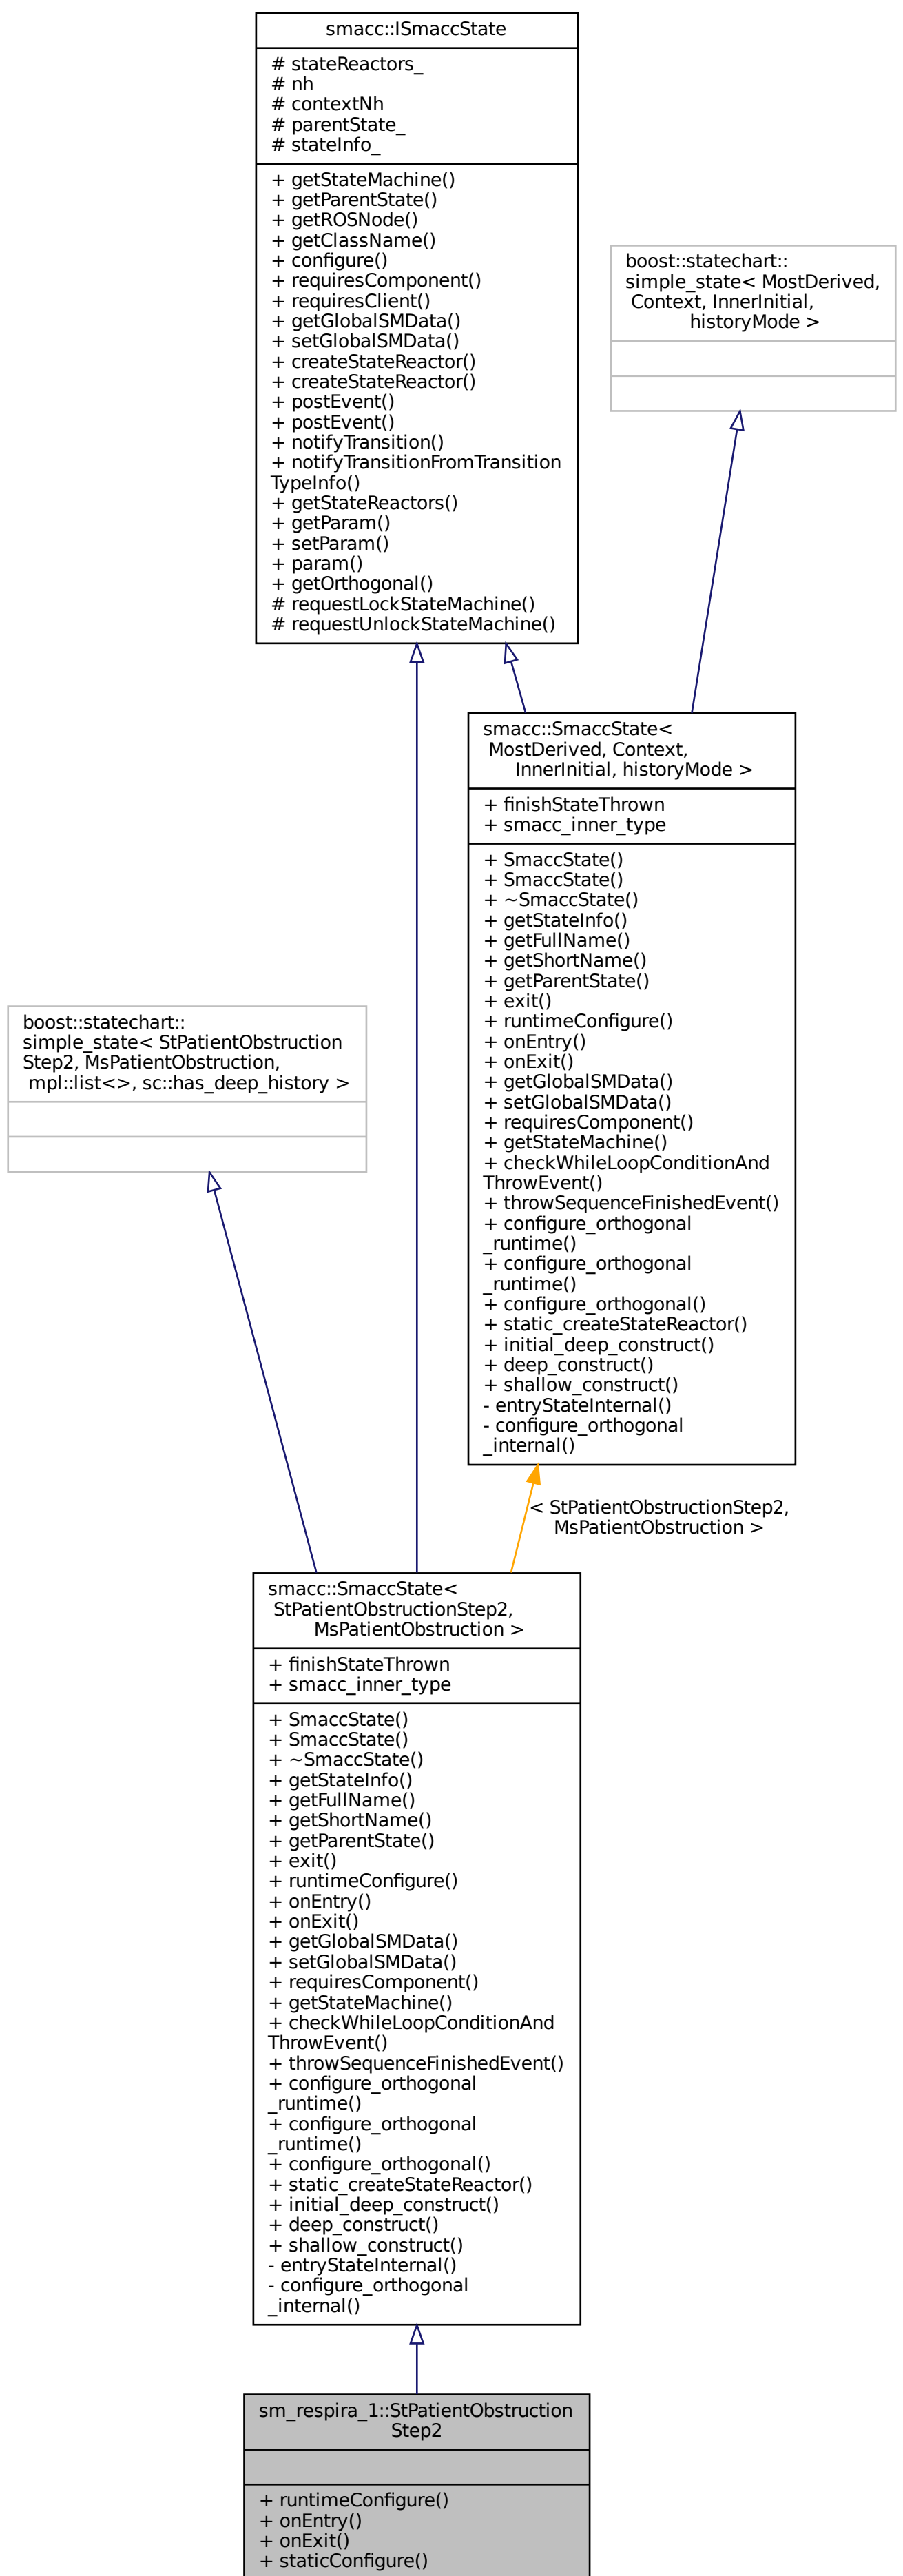 smacc::ISmaccState
# stateReactors_
# nh
# contextNh
# parentState_
# stateInfo_
+ getStateMachine()
+ getParentState()
+ getROSNode()
+ getClassName()
+ configure()
+ requiresComponent()
+ requiresClient()
+ getGlobalSMData()
+ setGlobalSMData()
+ createStateReactor()
+ createStateReactor()
+ postEvent()
+ postEvent()
+ notifyTransition()
+ notifyTransitionFromTransition
TypeInfo()
+ getStateReactors()
+ getParam()
+ setParam()
+ param()
+ getOrthogonal()
# requestLockStateMachine()
# requestUnlockStateMachine()
boost::statechart::
simple_state< MostDerived,
Context, InnerInitial,
historyMode >
smacc::SmaccState<
MostDerived, Context,
InnerInitial, historyMode >
+ finishStateThrown
+ smacc_inner_type
+ SmaccState()
+ SmaccState()
+ ~SmaccState()
+ getStateInfo()
+ getFullName()
+ getShortName()
+ getParentState()
+ exit()
+ runtimeConfigure()
+ onEntry()
+ onExit()
+ getGlobalSMData()
+ setGlobalSMData()
+ requiresComponent()
+ getStateMachine()
+ checkWhileLoopConditionAnd
ThrowEvent()
+ throwSequenceFinishedEvent()
+ configure_orthogonal
_runtime()
+ configure_orthogonal
_runtime()
+ configure_orthogonal()
+ static_createStateReactor()
+ initial_deep_construct()
+ deep_construct()
+ shallow_construct()
- entryStateInternal()
- configure_orthogonal
_internal()
boost::statechart::
simple_state< StPatientObstruction
Step2, MsPatientObstruction,
mpl::list<>, sc::has_deep_history >
< StPatientObstructionStep2,
MsPatientObstruction >
smacc::SmaccState<
StPatientObstructionStep2,
MsPatientObstruction >
+ finishStateThrown
+ smacc_inner_type
+ SmaccState()
+ SmaccState()
+ ~SmaccState()
+ getStateInfo()
+ getFullName()
+ getShortName()
+ getParentState()
+ exit()
+ runtimeConfigure()
+ onEntry()
+ onExit()
+ getGlobalSMData()
+ setGlobalSMData()
+ requiresComponent()
+ getStateMachine()
+ checkWhileLoopConditionAnd
ThrowEvent()
+ throwSequenceFinishedEvent()
+ configure_orthogonal
_runtime()
+ configure_orthogonal
_runtime()
+ configure_orthogonal()
+ static_createStateReactor()
+ initial_deep_construct()
+ deep_construct()
+ shallow_construct()
- entryStateInternal()
- configure_orthogonal
_internal()
sm_respira_1::StPatientObstruction
Step2
+ runtimeConfigure()
+ onEntry()
+ onExit()
+ staticConfigure()